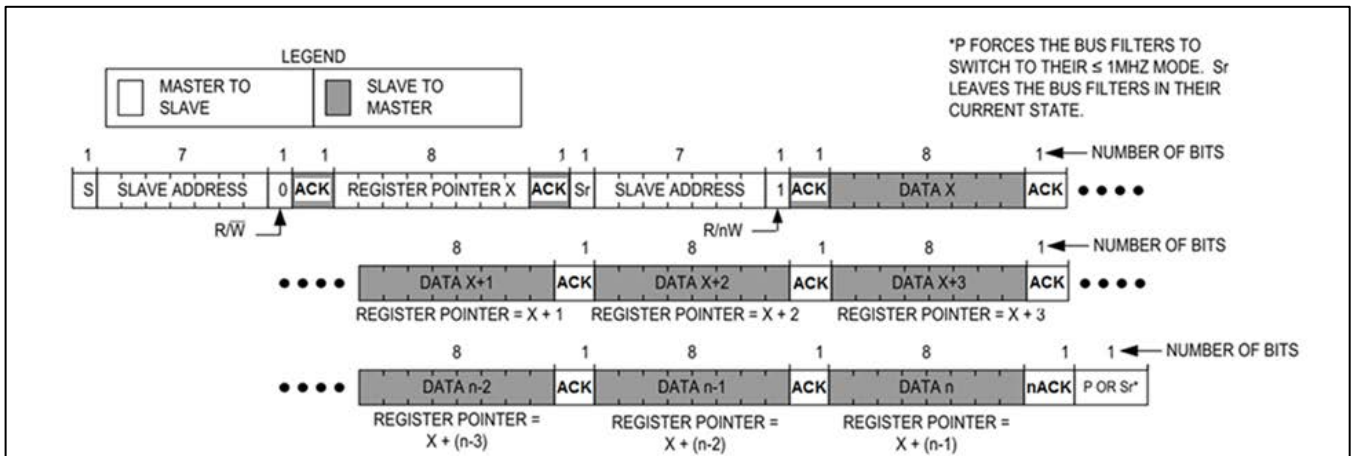 LEGEND
MASTER TO
SLAVE
SLAVE TO
MASTER
*P FORCES THE BUS FILTERS TO
SWITCH TO THEIR ≤ 1MHZ MODE. Sr
LEAVES THE BUS FILTERS IN THEIR
CURRENT STATE.
1 7 1 1 8 1 1 7 1 1 8 1 NUMBER OF BITS
S SLAVE ADDRESS 0 ACK REGISTER POINTER X ACK Sr SLAVE ADDRESS 1 ACK DATA X ACK
R/W̅ R/nW
8 1 8 1 8 1 NUMBER OF BITS
DATA X+1 ACK DATA X+2 ACK DATA X+3 ACK
REGISTER POINTER = X + 1 REGISTER POINTER = X + 2 REGISTER POINTER = X + 3
8 1 8 1 8 1 1 NUMBER OF BITS
DATA n-2 ACK DATA n-1 ACK DATA n nACK P OR Sr*
REGISTER POINTER = REGISTER POINTER = REGISTER POINTER =
X + (n-3) X + (n-2) X + (n-1)